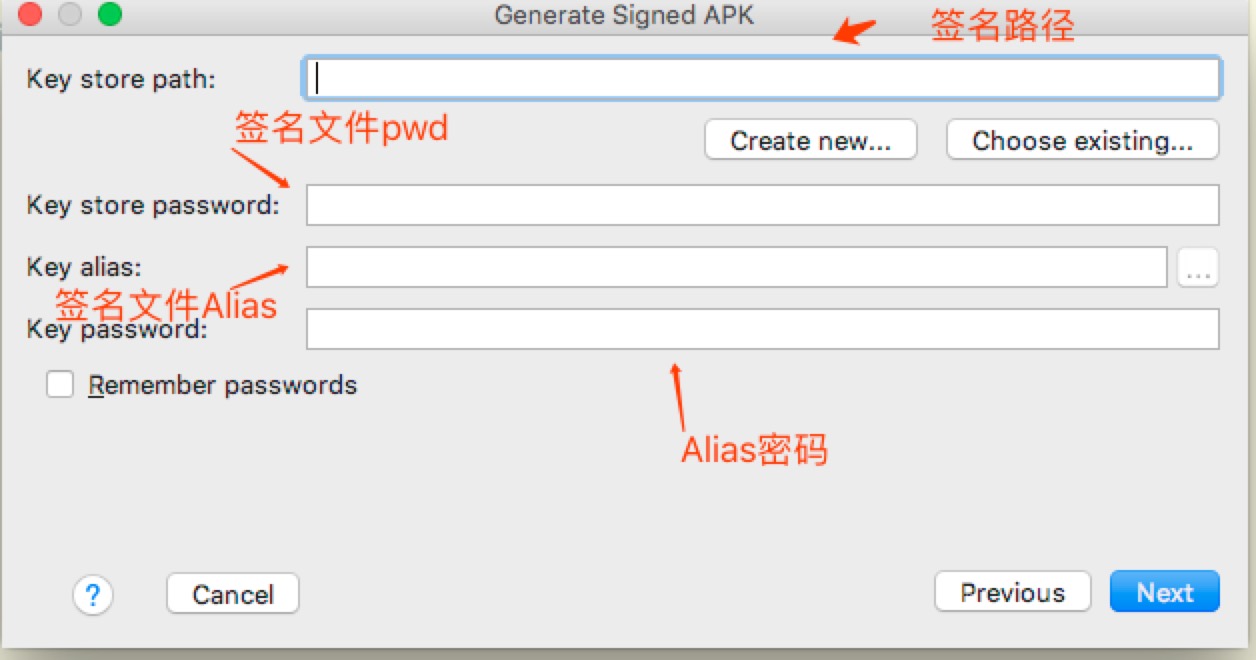 Generate Signed APK
签名路径
Key store path:
签名文件pwd
Create new...
Choose existing...
Key store password:
Key alias:
...
签名文件Alias
Key password:
Remember passwords
Alias密码
?
Cancel
Previous
Next